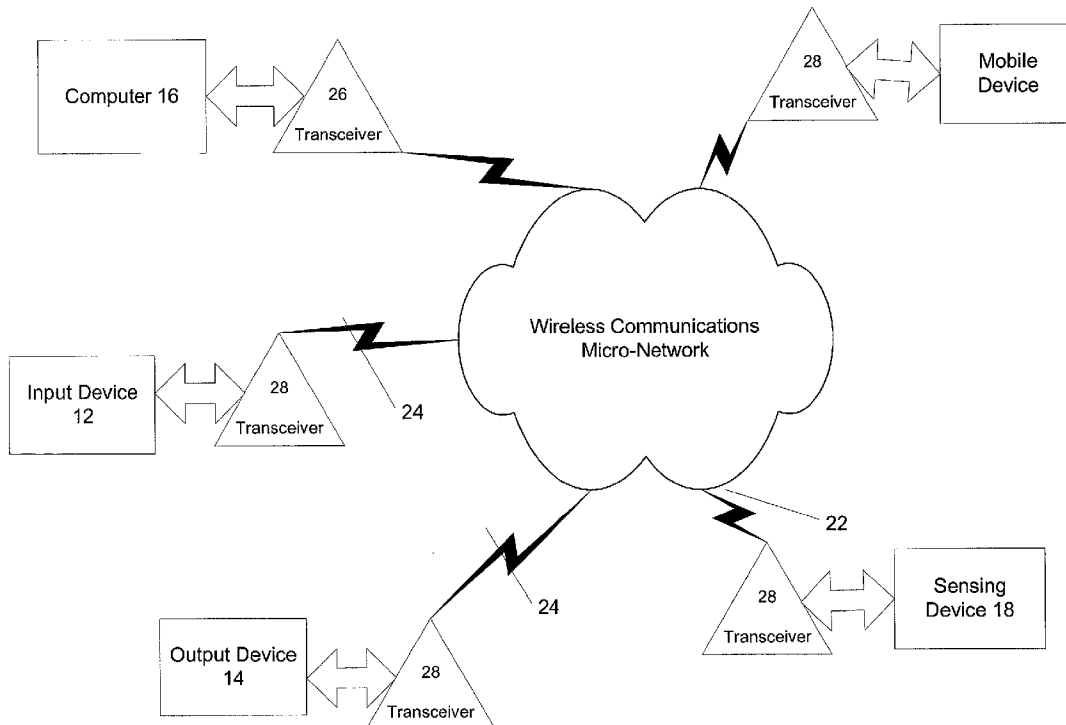 Computer 16
26
Transceiver
28
Transceiver
Mobile
Device
Wireless Communications
Micro-Network
Input Device
12
28
Transceiver
24
22
Output Device
14
28
Transceiver
24
28
Transceiver
Sensing
Device 18